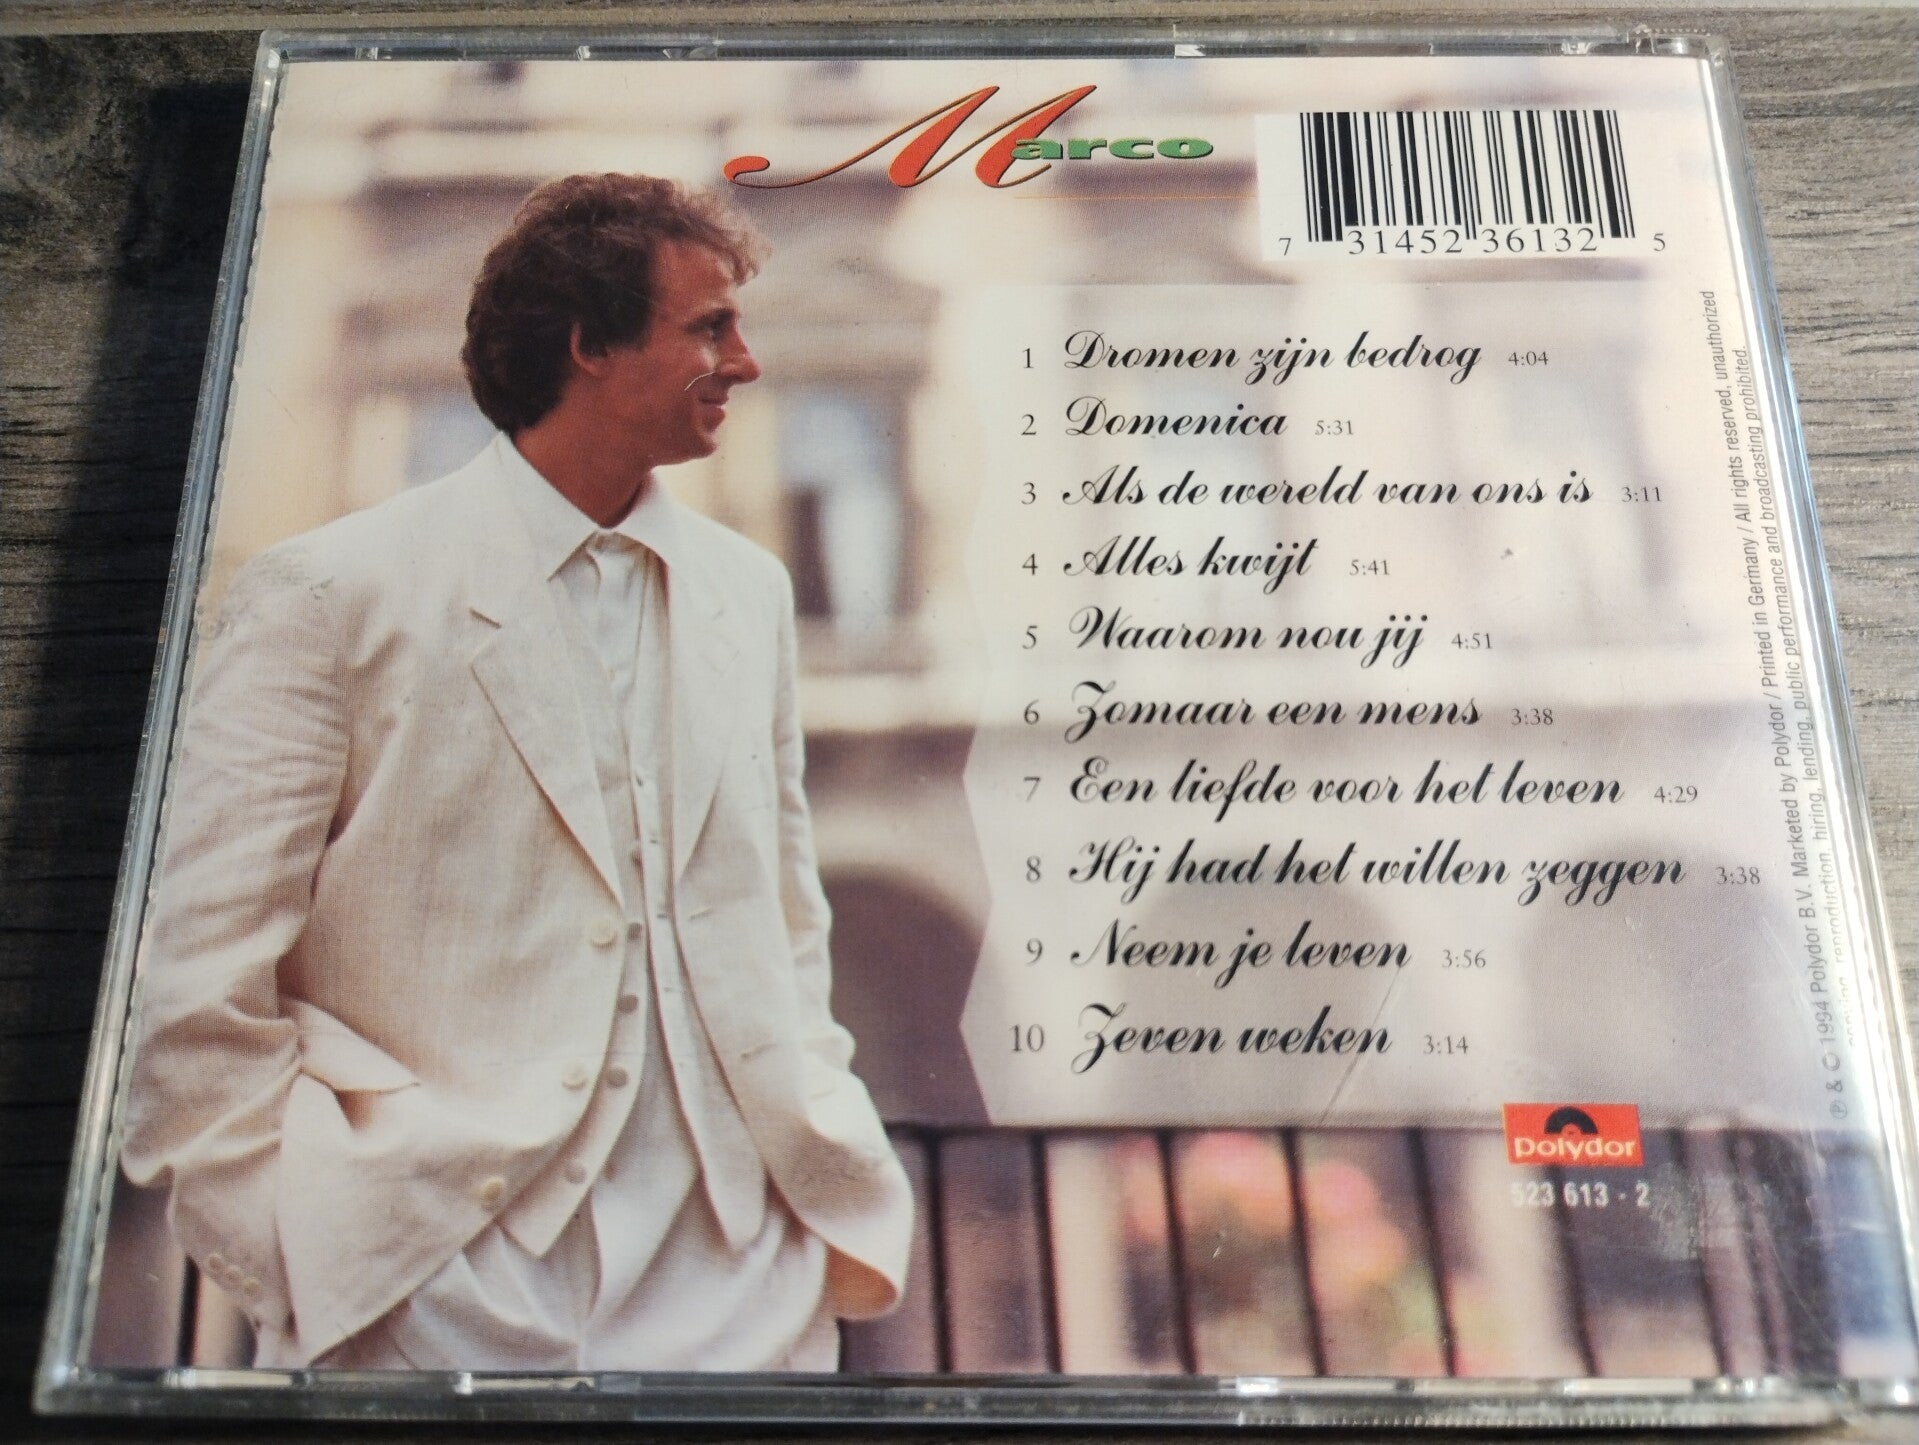 Marco
7 31452 36132 5
1 Dromen zijn bedrog 4:04
2 Domenica 5:31
3 Als de wereld van ons is 3:11
4 Alles kwijt 5:41
5 Waarom nou jij 4:51
6 Zomaar een mens 3:38
7 Een liefde voor het leven 4:29
8 Hij had het willen zeggen 3:38
9 Neem je leven 3:56
10 Zeven weken 3:14
Polydor
523 613 - 2
℗ & © 1994 Polydor B.V. Marketed by Polydor / Printed in Germany / All rights reserved, unauthorized
copying, reproduction, hiring, lending, public performance and broadcasting prohibited.